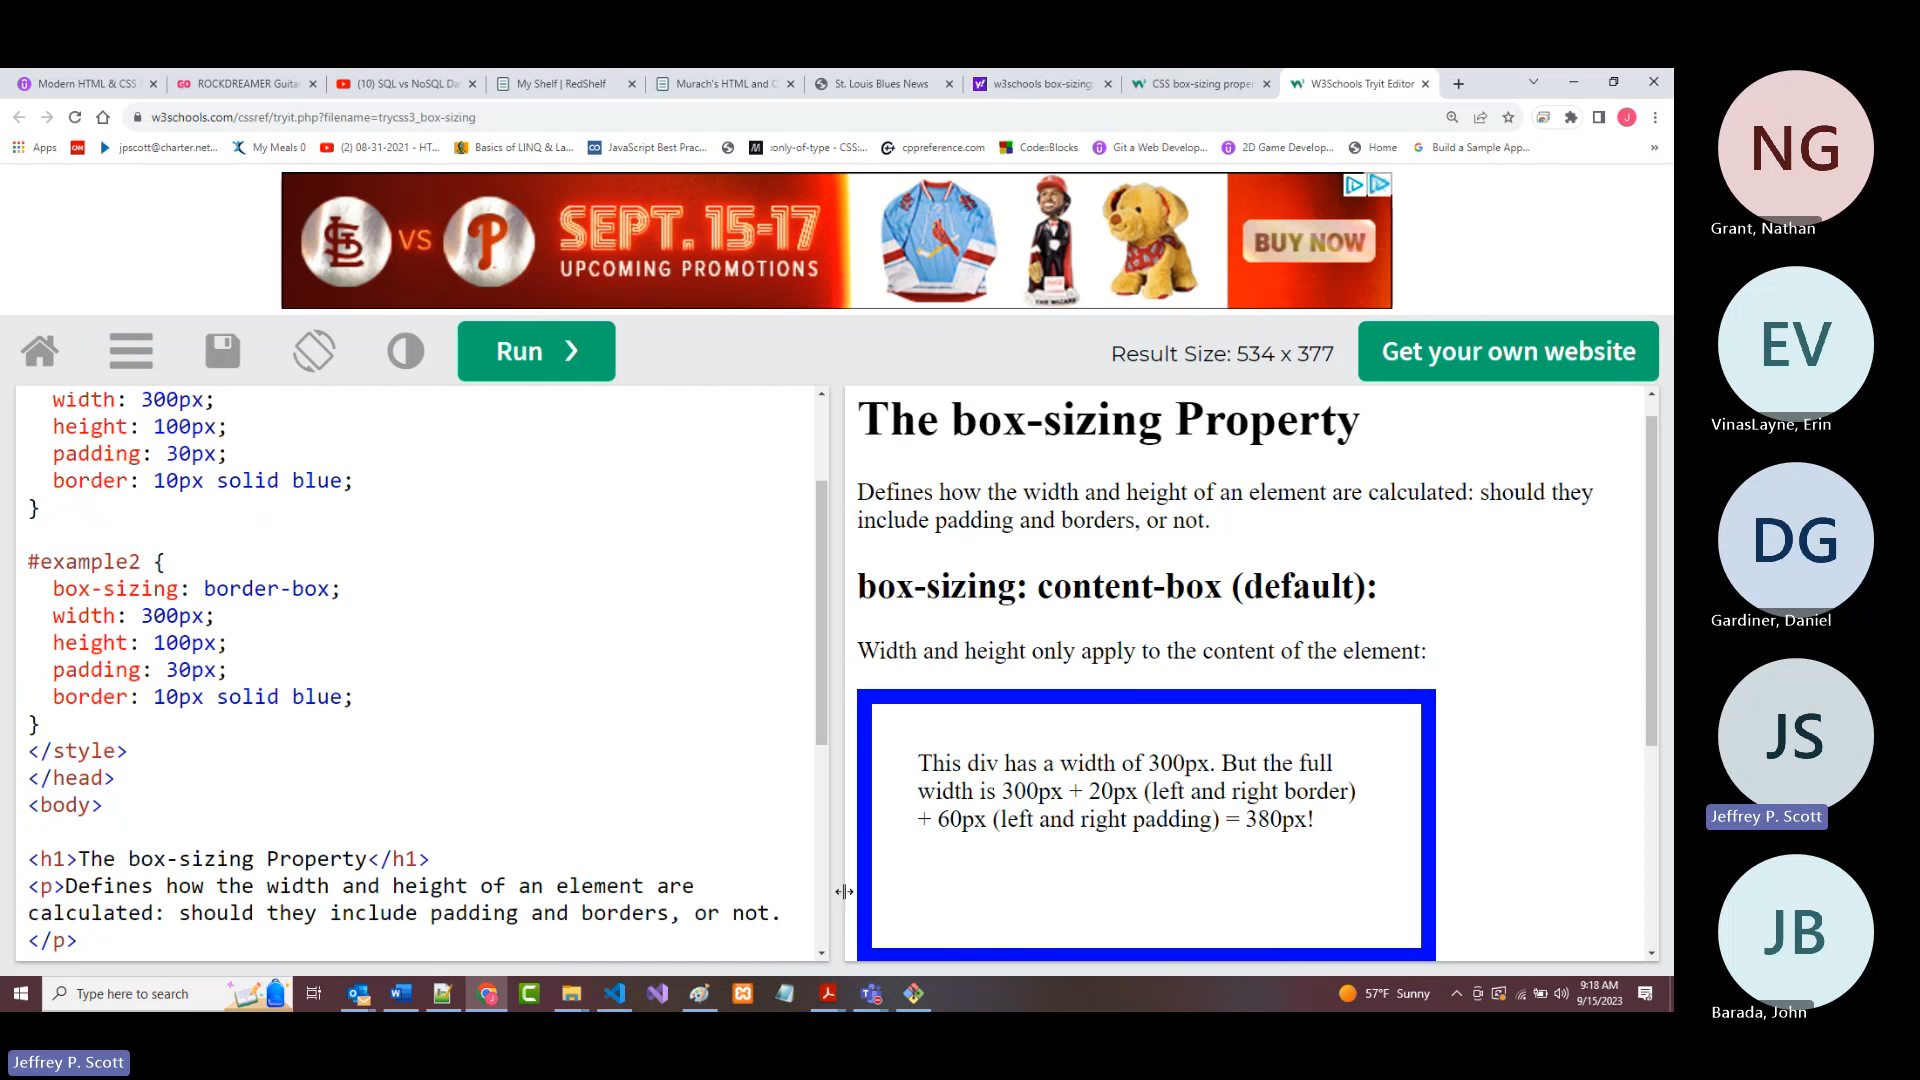 Modern HTML & CSS
ROCKDREAMER Guita
(10) SQL vs NoSQL Da
My Shelf | RedShelf
Murach's HTML and C
St. Louis Blues News
w3schools box-sizing
CSS box-sizing proper
W3Schools Tryit Editor
w3schools.com/cssref/tryit.php?filename=trycss3_box-sizing
Apps
CNN
jpscott@charter.net...
My Meals 0
(2) 08-31-2021 - HT...
Basics of LINQ & La...
JavaScript Best Prac...
:only-of-type - CSS:...
cppreference.com
Code::Blocks
Git a Web Develop...
2D Game Develop...
Home
Build a Sample App...
VS
SEPT. 15-17
UPCOMING PROMOTIONS
BUY NOW
Run ❯
Result Size: 534 x 377
Get your own website
width: 300px;
height: 100px;
padding: 30px;
border: 10px solid blue;
}
#example2 {
box-sizing: border-box;
width: 300px;
height: 100px;
padding: 30px;
border: 10px solid blue;
}
</style>
</head>
<body>
<h1>The box-sizing Property</h1>
<p>Defines how the width and height of an element are
calculated: should they include padding and borders, or not.
</p>
The box-sizing Property
Defines how the width and height of an element are calculated: should they
include padding and borders, or not.
box-sizing: content-box (default):
Width and height only apply to the content of the element:
This div has a width of 300px. But the full
width is 300px + 20px (left and right border)
+ 60px (left and right padding) = 380px!
Type here to search
57°F Sunny
9:18 AM
9/15/2023
NG
Grant, Nathan
EV
VinasLayne, Erin
DG
Gardiner, Daniel
JS
Jeffrey P. Scott
JB
Barada, John
Jeffrey P. Scott